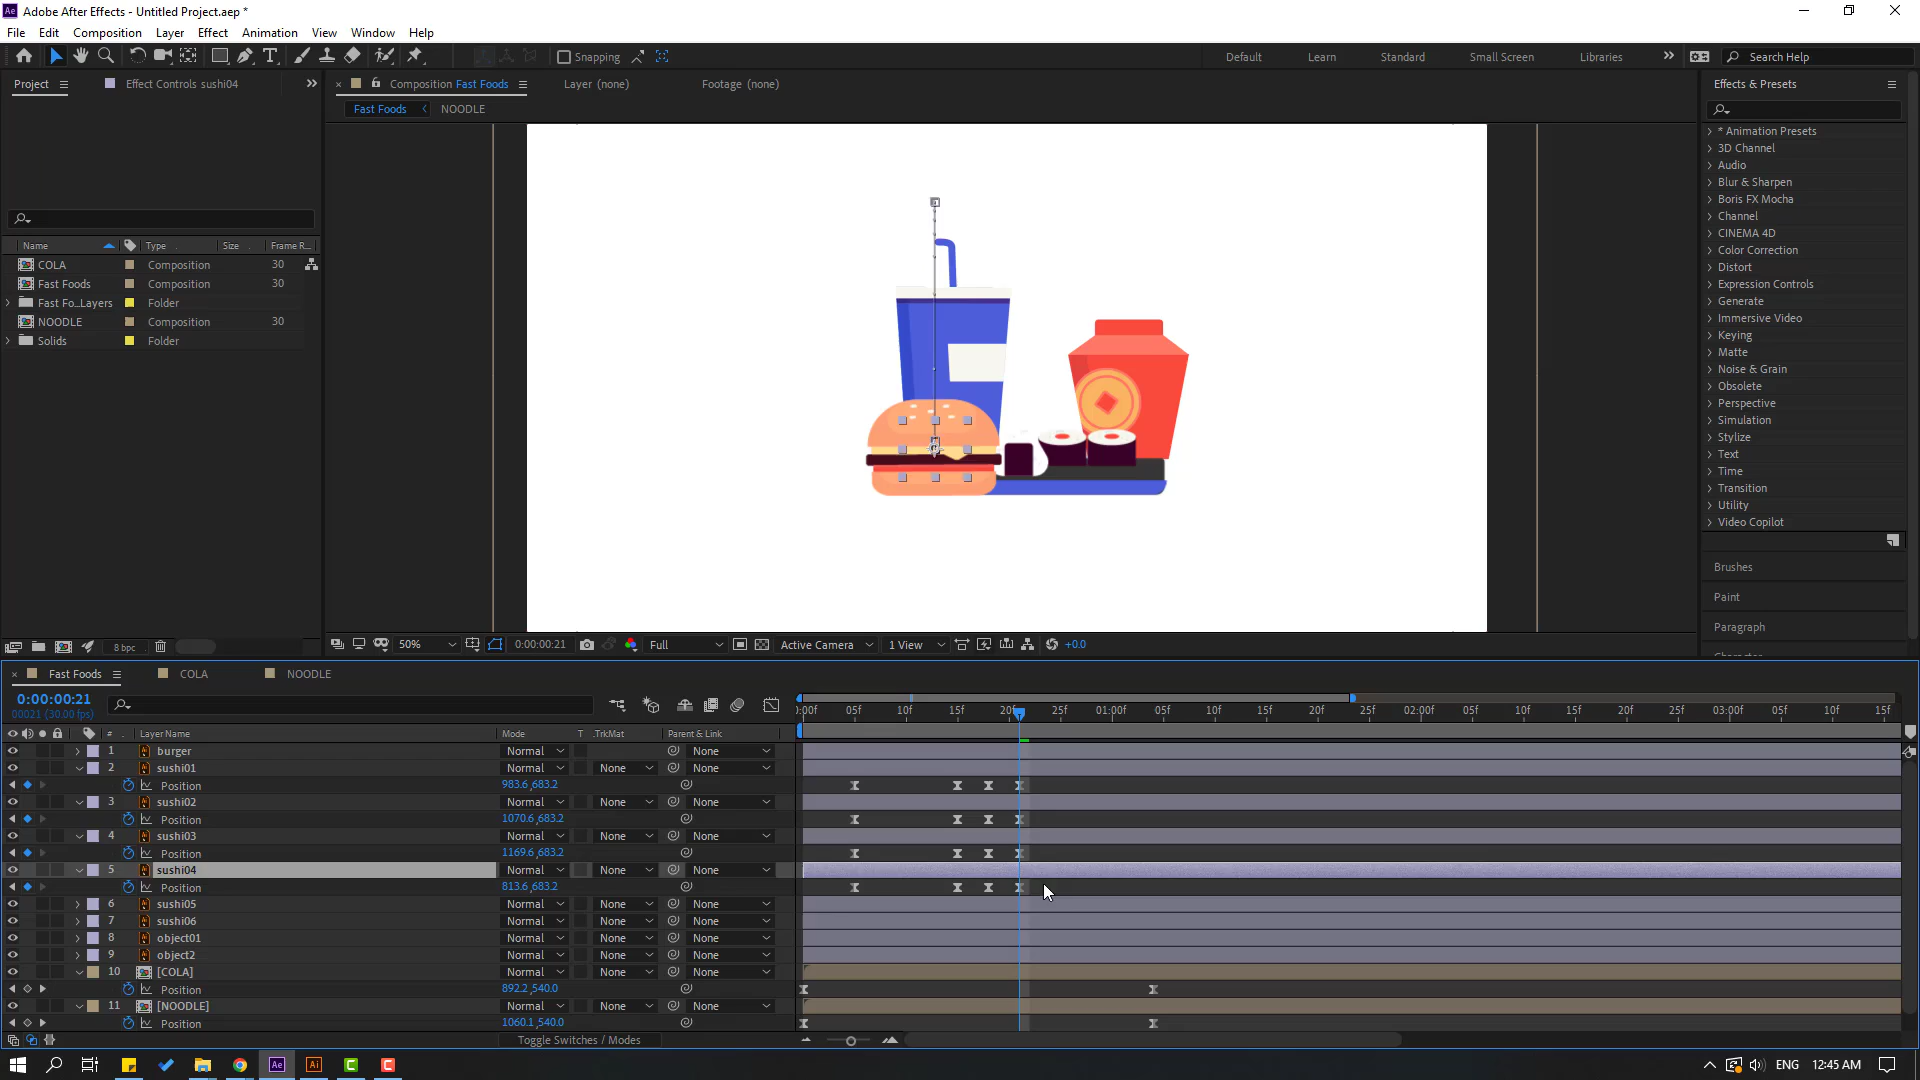 Adobe After Effects - Untitled Project.aep *
File Edit Composition Layer Effect Animation View Window Help
Snapping Default Learn Standard Small Screen Libraries Search Help
Project Effect Controls sushi04
Composition Fast Foods Layer (none) Footage (none)
Fast Foods NOODLE
Name Type Size Frame R...
COLA Composition 30
Fast Foods Composition 30
Fast Fo...Layers Folder
NOODLE Composition 30
Solids Folder
8 bpc
50% 0:00:00:21 Full Active Camera 1 View +0.0
Effects & Presets
* Animation Presets
3D Channel
Audio
Blur & Sharpen
Boris FX Mocha
Channel
CINEMA 4D
Color Correction
Distort
Expression Controls
Generate
Immersive Video
Keying
Matte
Noise & Grain
Obsolete
Perspective
Simulation
Stylize
Text
Time
Transition
Utility
Video Copilot
Brushes
Paint
Paragraph
Fast Foods COLA NOODLE
0:00:00:21
00021 (30.00 fps)
:00f 05f 10f 15f 20f 25f 01:00f 05f 10f 15f 20f 25f 02:00f 05f 10f 15f 20f 25f 03:00f 05f 10f 15f
# Layer Name Mode T .TrkMat Parent & Link
1 burger Normal None
2 sushi01 Normal None None
Position 983.6,683.2
3 sushi02 Normal None None
Position 1070.6,683.2
4 sushi03 Normal None None
Position 1169.6,683.2
5 sushi04 Normal None None
Position 813.6,683.2
6 sushi05 Normal None None
7 sushi06 Normal None None
8 object01 Normal None None
9 object2 Normal None None
10 [COLA] Normal None None
Position 892.2,540.0
11 [NOODLE] Normal None None
Position 1060.1,540.0
Toggle Switches / Modes
ENG 12:45 AM